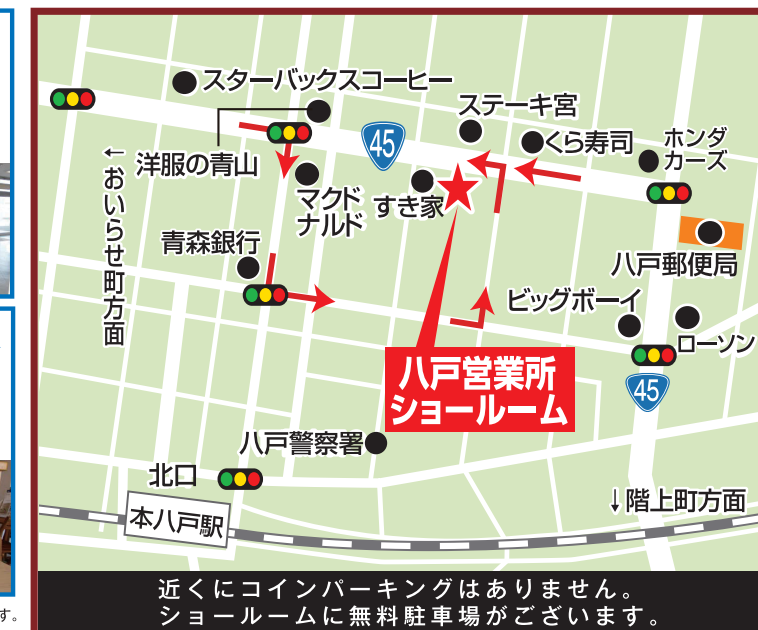 スターバックスコーヒー
ステーキ宮
45
くら寿司
ホンダ
カーズ
洋服の青山
マクド
ナルド
すき家
←おいらせ町方面
青森銀行
八戸郵便局
ビッグボーイ
ローソン
八戸営業所
ショールーム
45
八戸警察署
北口
↓階上町方面
本八戸駅
近くにコインパーキングはありません。
ショールームに無料駐車場がございます。
す。